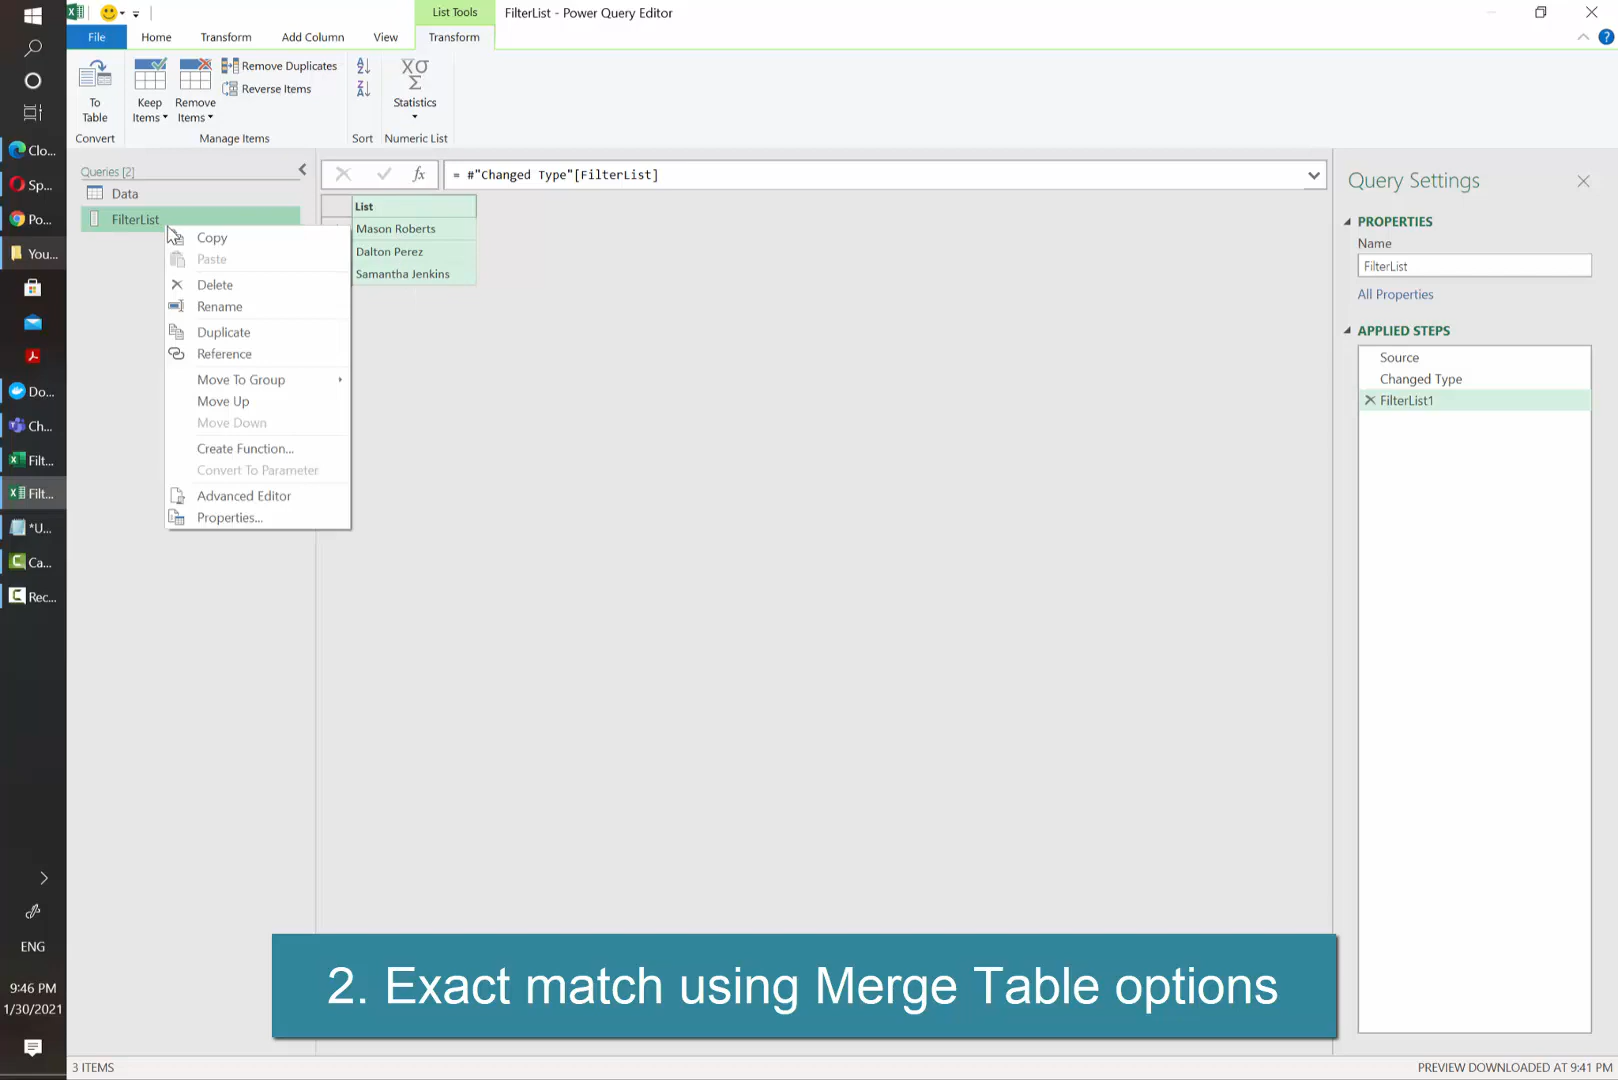 List Tools
FilterList - Power Query Editor
File
Home
Transform
Add Column
View
Transform
To
Table
Convert
Keep
Items
Remove
Items
Remove Duplicates
Reverse Items
Manage Items
Sort
Statistics
Numeric List
Queries [2]
Data
FilterList
fx
= #"Changed Type"[FilterList]
List
Mason Roberts
Dalton Perez
Samantha Jenkins
Copy
Paste
Delete
Rename
Duplicate
Reference
Move To Group
Move Up
Move Down
Create Function...
Convert To Parameter
Advanced Editor
Properties...
Query Settings
PROPERTIES
Name
FilterList
All Properties
APPLIED STEPS
Source
Changed Type
FilterList1
Clo...
Sp...
Po...
You...
Do...
Ch...
Filt...
Filt...
*U...
Ca...
Rec...
ENG
9:46 PM
1/30/2021
2. Exact match using Merge Table options
3 ITEMS
PREVIEW DOWNLOADED AT 9:41 PM